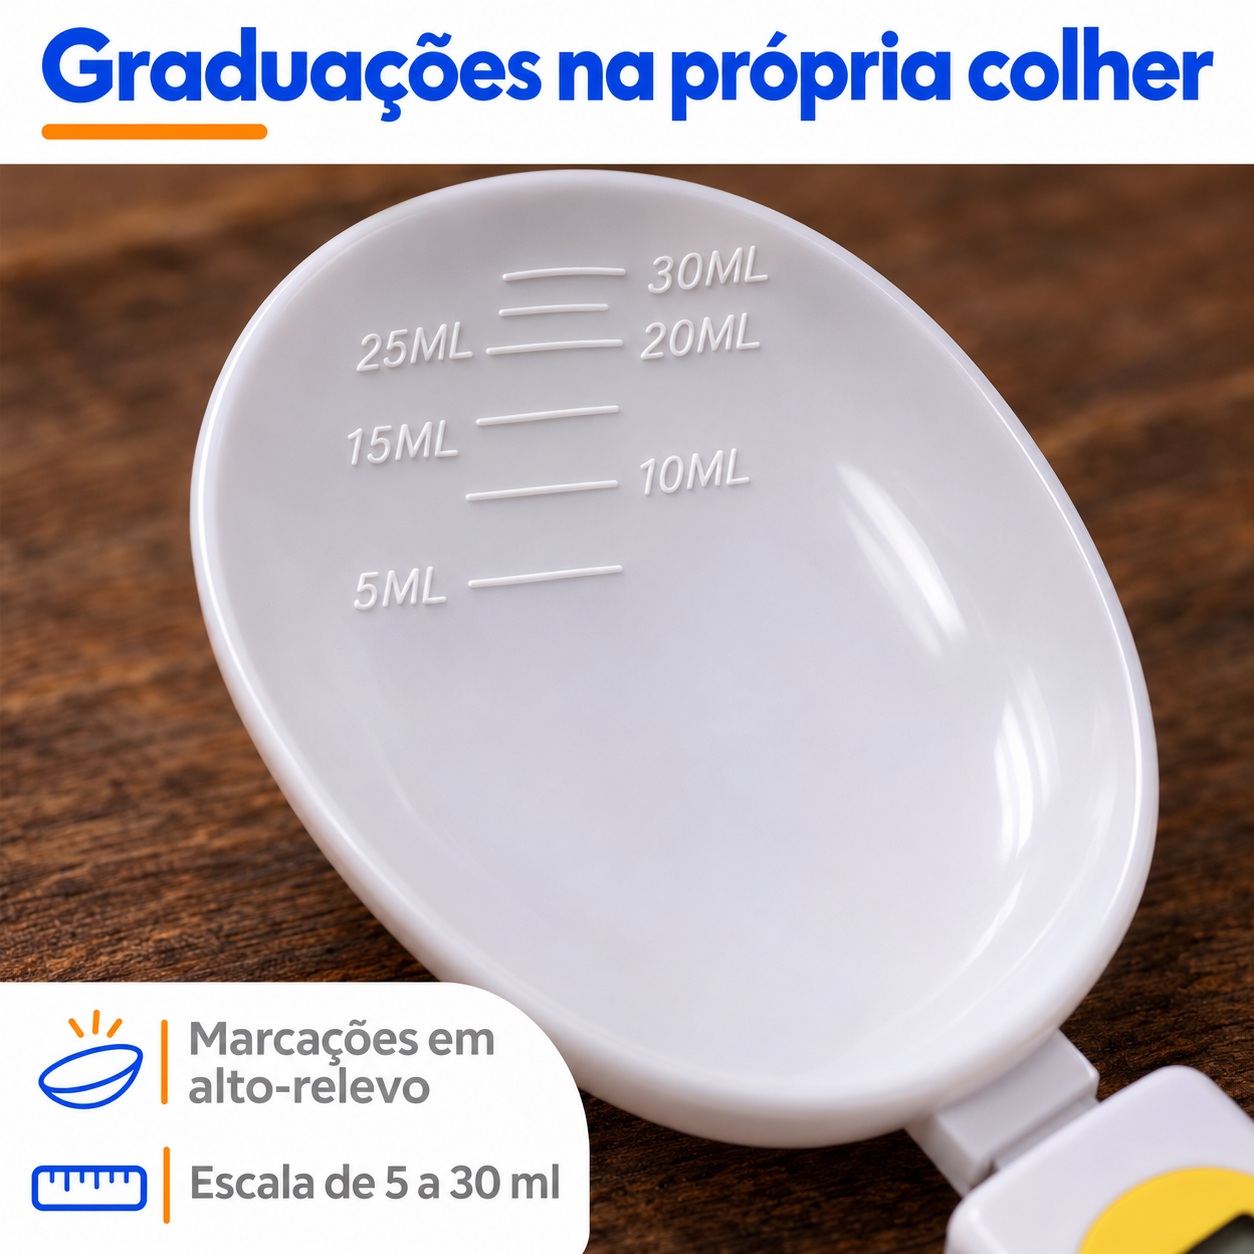 Graduações na própria colher
30ML
25ML
20ML
15ML
10ML
5ML
Marcações em
alto-relevo
Escala de 5 a 30 ml